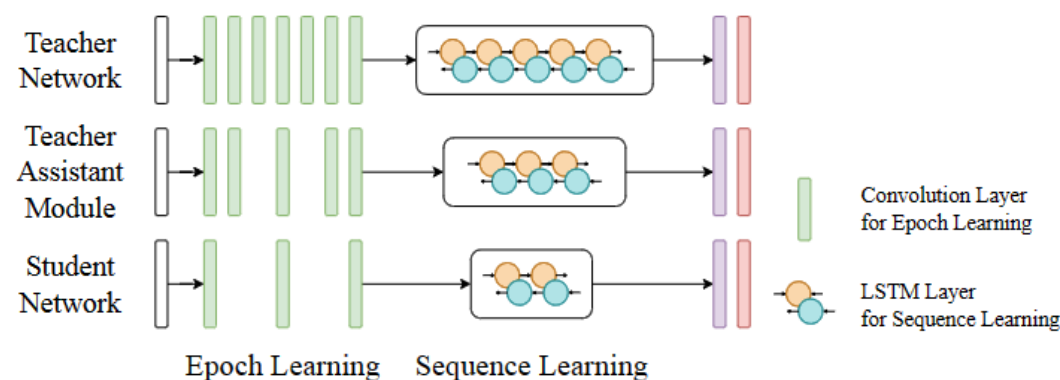 Teacher
Network
Teacher
Assistant
Module
Student
Network
Convolution Layer
for Epoch Learning
LSTM Layer
for Sequence Learning
Epoch Learning
Sequence Learning